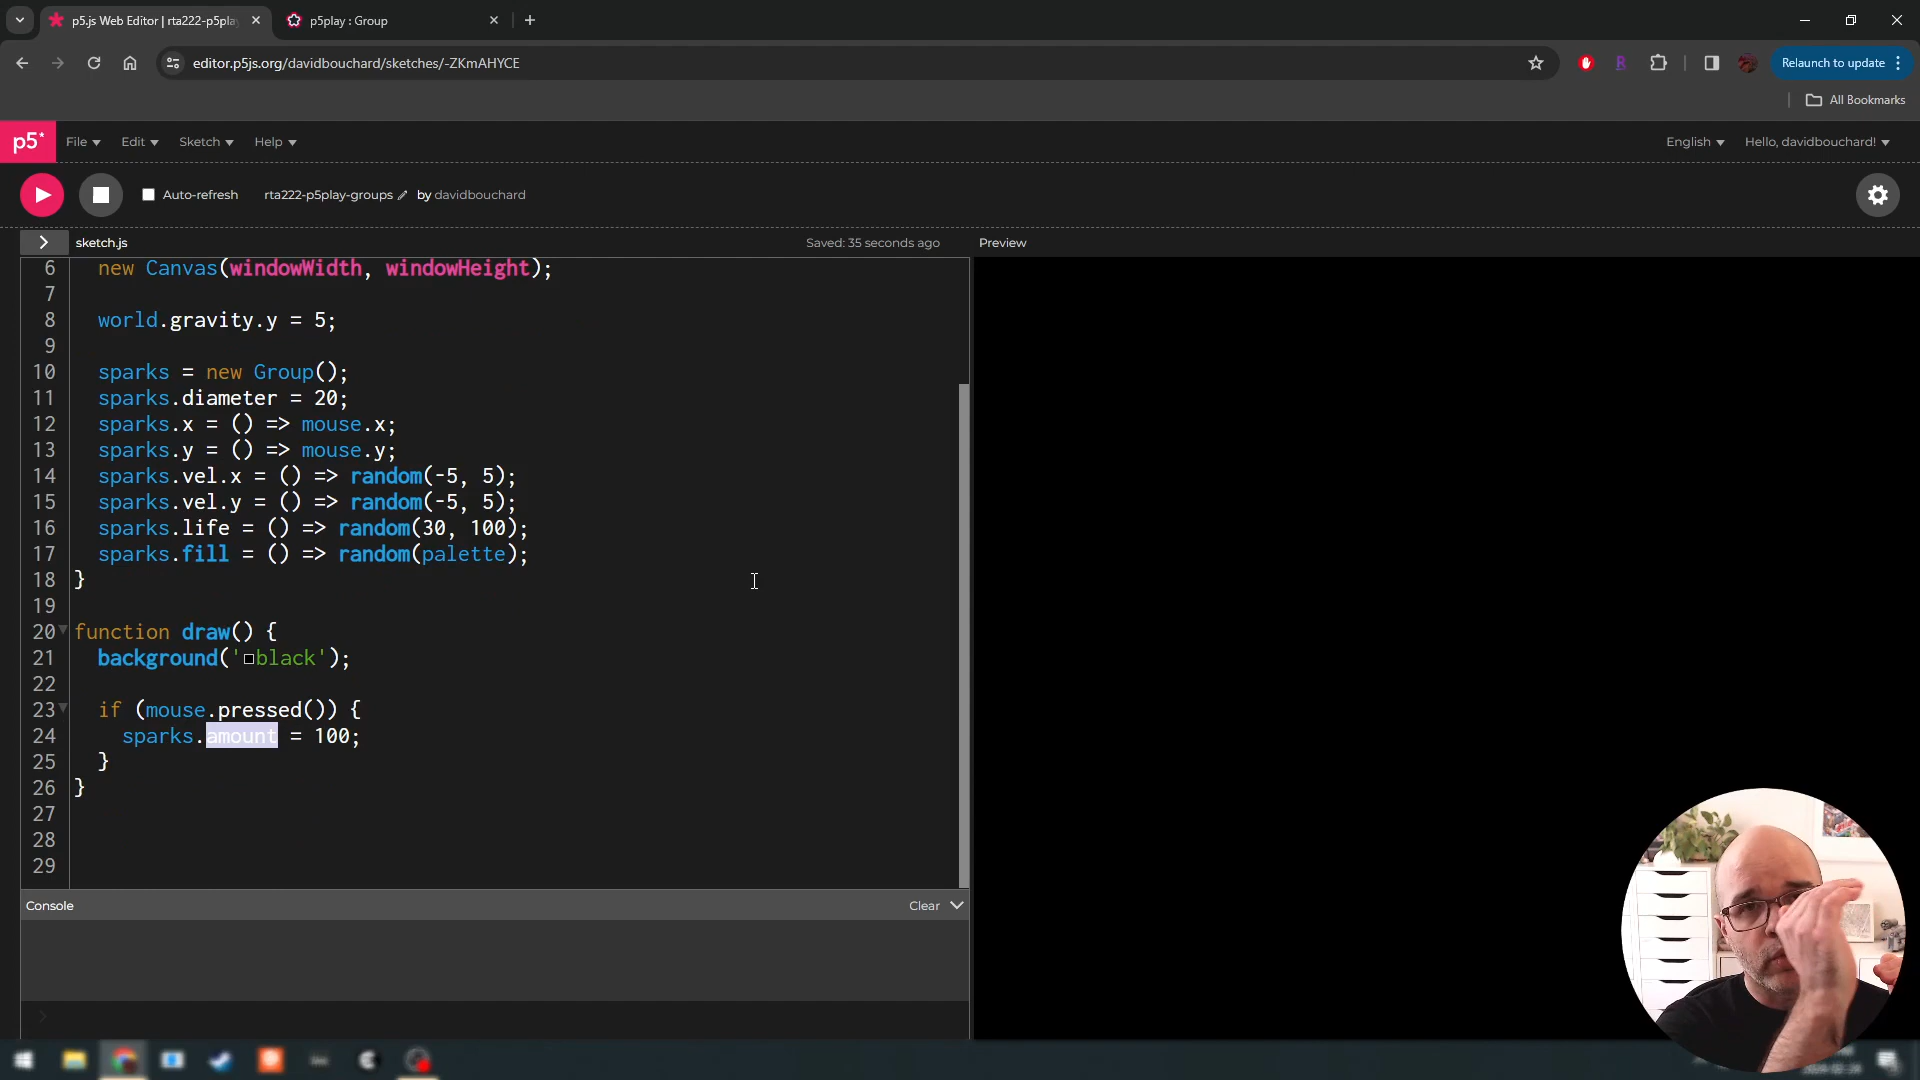 p5.js Web Editor | rta222-p5pla
p5play : Group
editor.p5js.org/davidbouchard/sketches/-ZKmAHYCE
Relaunch to update
All Bookmarks
p5*
File
Edit
Sketch
Help
English
Hello, davidbouchard!
Auto-refresh
rta222-p5play-groups
by davidbouchard
sketch.js
Saved: 35 seconds ago
Preview
6 new Canvas(windowWidth, windowHeight);
7
8 world.gravity.y = 5;
9
10 sparks = new Group();
11 sparks.diameter = 20;
12 sparks.x = () => mouse.x;
13 sparks.y = () => mouse.y;
14 sparks.vel.x = () => random(-5, 5);
15 sparks.vel.y = () => random(-5, 5);
16 sparks.life = () => random(30, 100);
17 sparks.fill = () => random(palette);
18 }
19
20 function draw() {
21 background('black');
22
23 if (mouse.pressed()) {
24 sparks.amount = 100;
25 }
26 }
27
28
29
Console
Clear